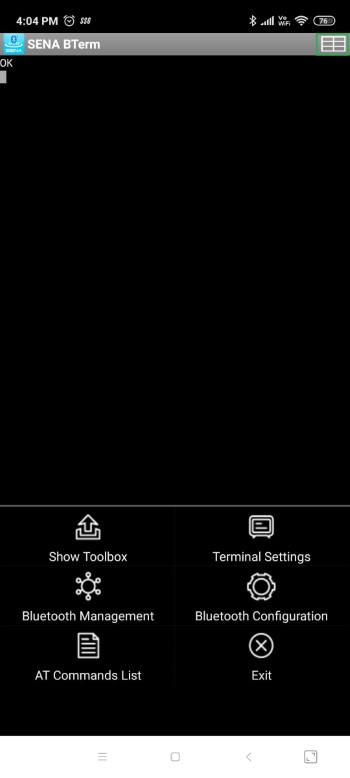 4:04 PM
Vo
WiFi
76
SENA BTerm
OK
Show Toolbox
Terminal Settings
Bluetooth Management
Bluetooth Configuration
AT Commands List
Exit